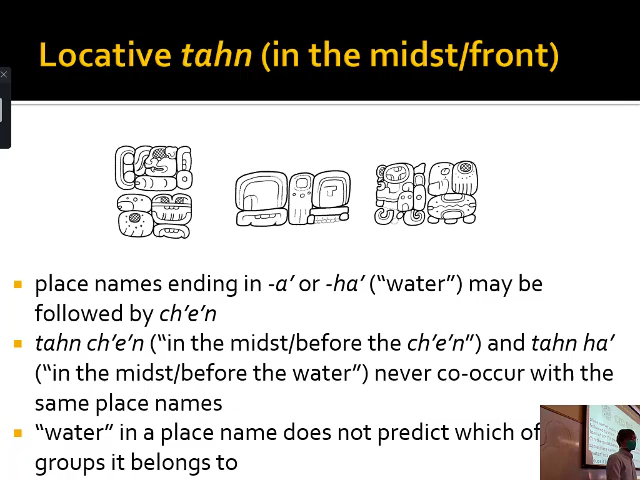 Locative tahn (in the midst/front)
place names ending in -a’ or -ha’ (“water”) may be
followed by ch’e’n
tahn ch’e’n (“in the midst/before the ch’e’n”) and tahn ha’
(“in the midst/before the water”) never co-occur with the
same place names
“water” in a place name does not predict which of
groups it belongs to